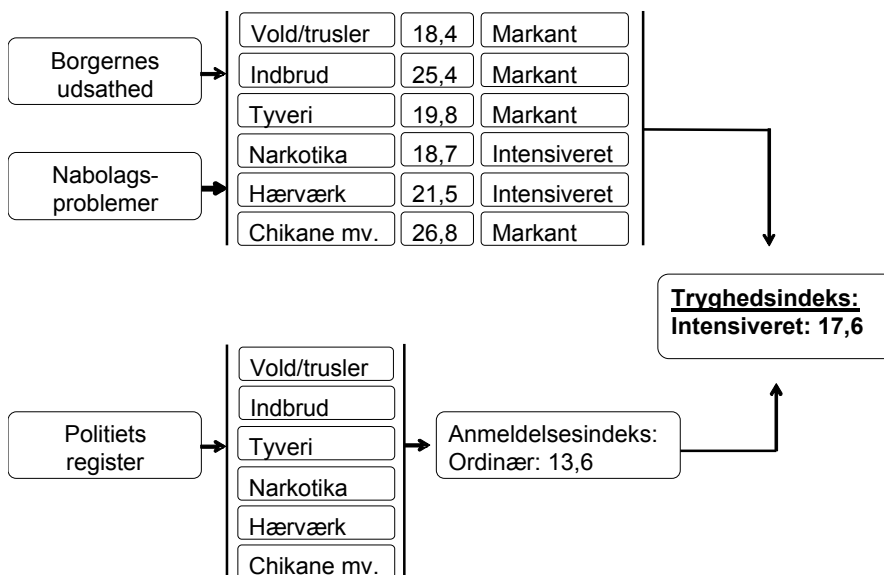 Borgernes
udsathed
Nabolags-
problemer
Vold/trusler 18,4 Markant
Indbrud 25,4 Markant
Tyveri 19,8 Markant
Narkotika 18,7 Intensiveret
Hærværk 21,5 Intensiveret
Chikane mv. 26,8 Markant
Tryghedsindeks:
Intensiveret: 17,6
Politiets
register
Vold/trusler
Indbrud
Tyveri
Narkotika
Hærværk
Chikane mv.
Anmeldelsesindeks:
Ordinær: 13,6